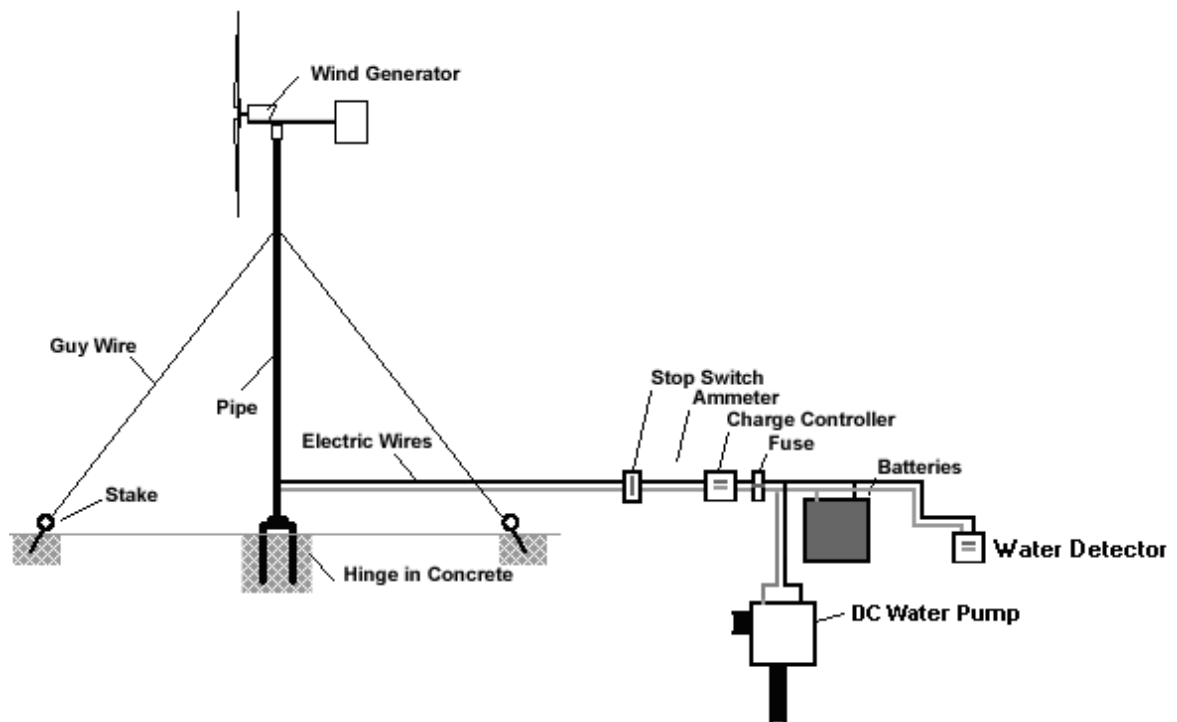 Wind Generator
Guy Wire
Pipe
Stop Switch
Ammeter
Charge Controller
Fuse
Electric Wires
Batteries
Stake
Water Detector
Hinge in Concrete
DC Water Pump